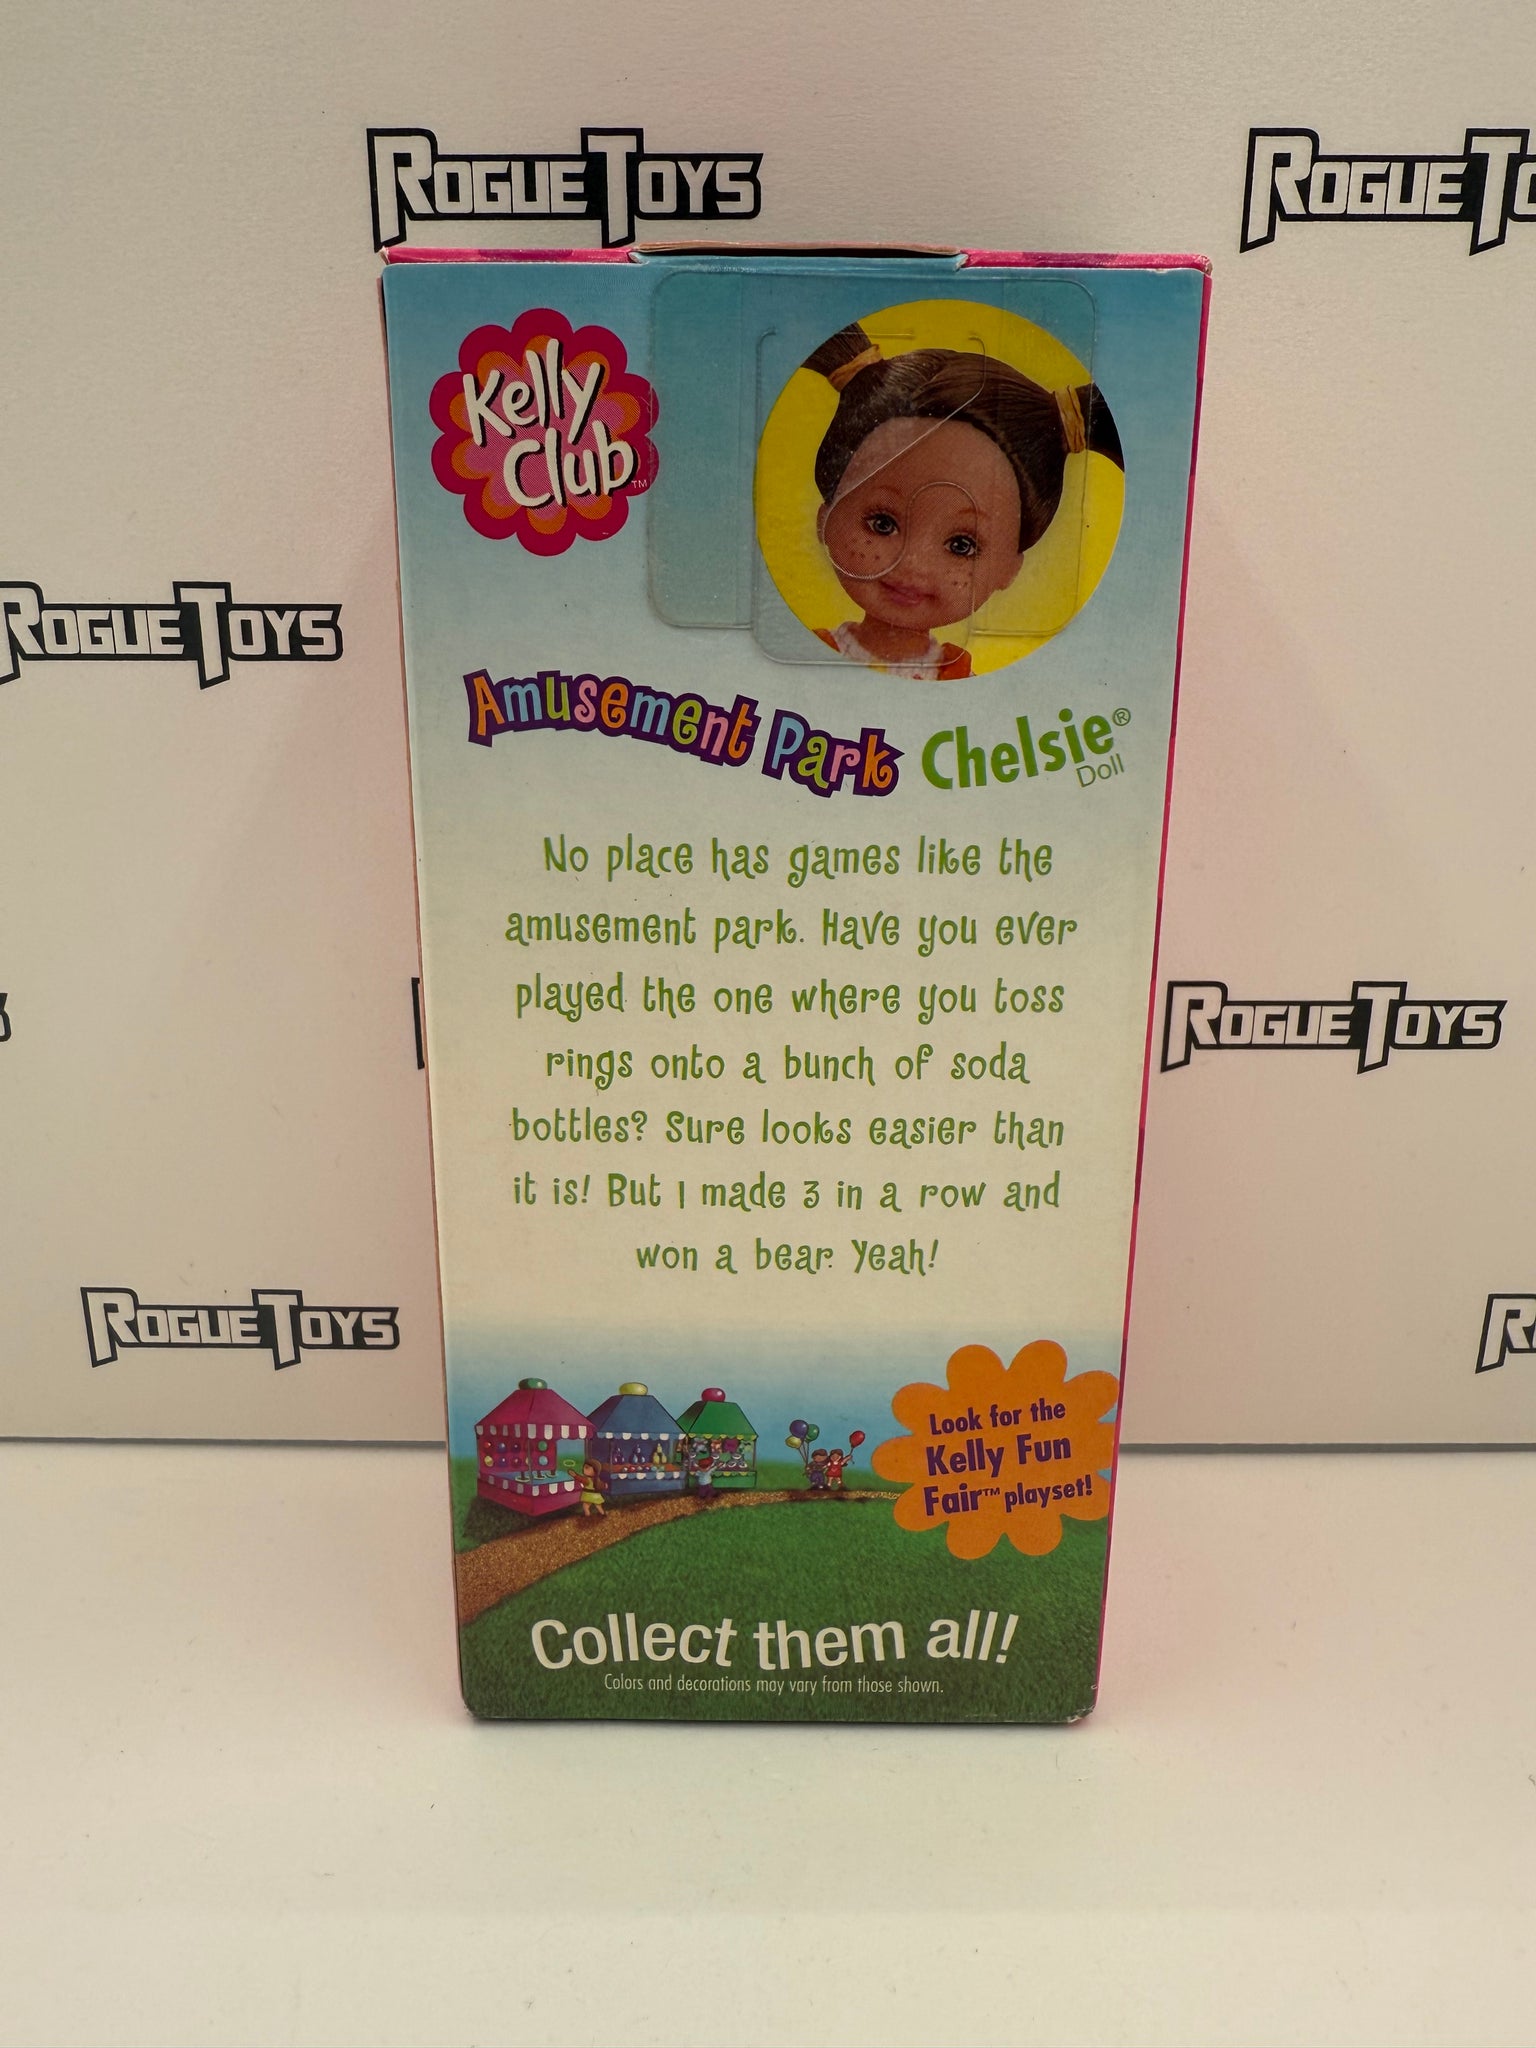 ROGUE TOYS
ROGUE T
Kelly
Club™
Amusement Park Chelsie®
Doll
ROGUE TOYS
No place has games like the
amusement park. Have you ever
played the one where you toss
rings onto a bunch of soda
bottles? Sure looks easier than
it is! But I made 3 in a row and
won a bear. Yeah!
ROGUE TOYS
ROGUE TOYS
Look for the
Kelly Fun
Fair™ playset!
Collect them all!
Colors and decorations may vary from those shown.